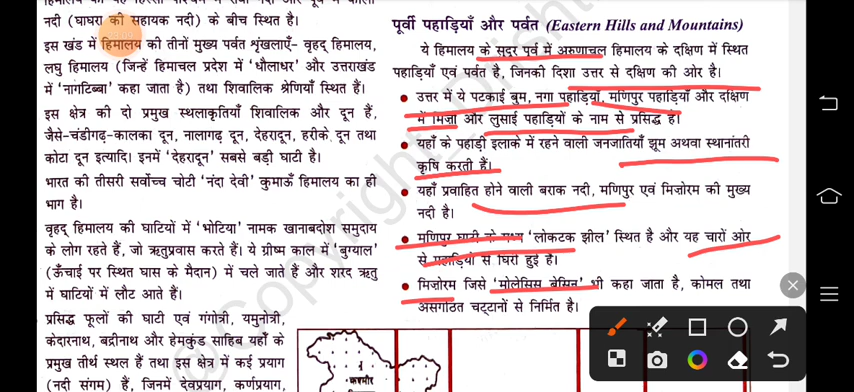 नदी (घाघरा की सहायक नदी) के बीच स्थित है।
इस खंड में हिमालय की तीनों मुख्य पर्वत शृंखलाएँ- वृहद् हिमालय,
लघु हिमालय (जिन्हें हिमाचल प्रदेश में 'धौलाधर' और उत्तराखंड
में 'नागटिब्बा' कहा जाता है) तथा शिवालिक श्रेणियाँ स्थित हैं।
इस क्षेत्र की दो प्रमुख स्थलाकृतियाँ शिवालिक और दून हैं,
जैसे-चंडीगढ़-कालका दून, नालागढ़ दून, देहरादून, हरीके दून तथा
कोटा दून इत्यादि। इनमें 'देहरादून' सबसे बड़ी घाटी है।
भारत की तीसरी सर्वोच्च चोटी 'नंदा देवी' कुमाऊँ हिमालय का ही
भाग है।
वृहद् हिमालय की घाटियों में 'भोटिया' नामक खानाबदोश समुदाय
के लोग रहते हैं, जो ऋतुप्रवास करते हैं। ये ग्रीष्म काल में 'बुग्याल'
(ऊँचाई पर स्थित घास के मैदान) में चले जाते हैं और शरद ऋतु
में घाटियों में लौट आते हैं।
प्रसिद्ध फूलों की घाटी एवं गंगोत्री, यमुनोत्री,
केदारनाथ, बद्रीनाथ और हेमकुंड साहिब यहाँ के
प्रमुख तीर्थ स्थल हैं तथा इस क्षेत्र में कई प्रयाग
(नदी संगम) हैं, जिनमें देवप्रयाग, कर्णप्रयाग,
पूर्वी पहाड़ियाँ और पर्वत (Eastern Hills and Mountains)
ये हिमालय के सुदूर पूर्व में अरुणाचल हिमालय के दक्षिण में स्थित
पहाड़ियाँ एवं पर्वत है, जिनकी दिशा उत्तर से दक्षिण की ओर है।
• उत्तर में ये पटकाई बुम, नगा पहाड़ियाँ, मणिपुर पहाड़ियाँ और दक्षिण
में मिज़ो और लुसाई पहाड़ियों के नाम से प्रसिद्ध हैं।
• यहाँ के पहाड़ी इलाके में रहने वाली जनजातियाँ झूम अथवा स्थानांतरी
कृषि करती हैं।
• यहाँ प्रवाहित होने वाली बराक नदी, मणिपुर एवं मिज़ोरम की मुख्य
नदी है।
• मणिपुर घाटी के मध्य 'लोकटक झील' स्थित है और यह चारों ओर
से पहाड़ियों से घिरी हुई है।
• मिज़ोरम जिसे 'मोलेसिस बेसिन' भी कहा जाता है, कोमल तथा
असंगठित चट्टानों से निर्मित है।
कश्मीर